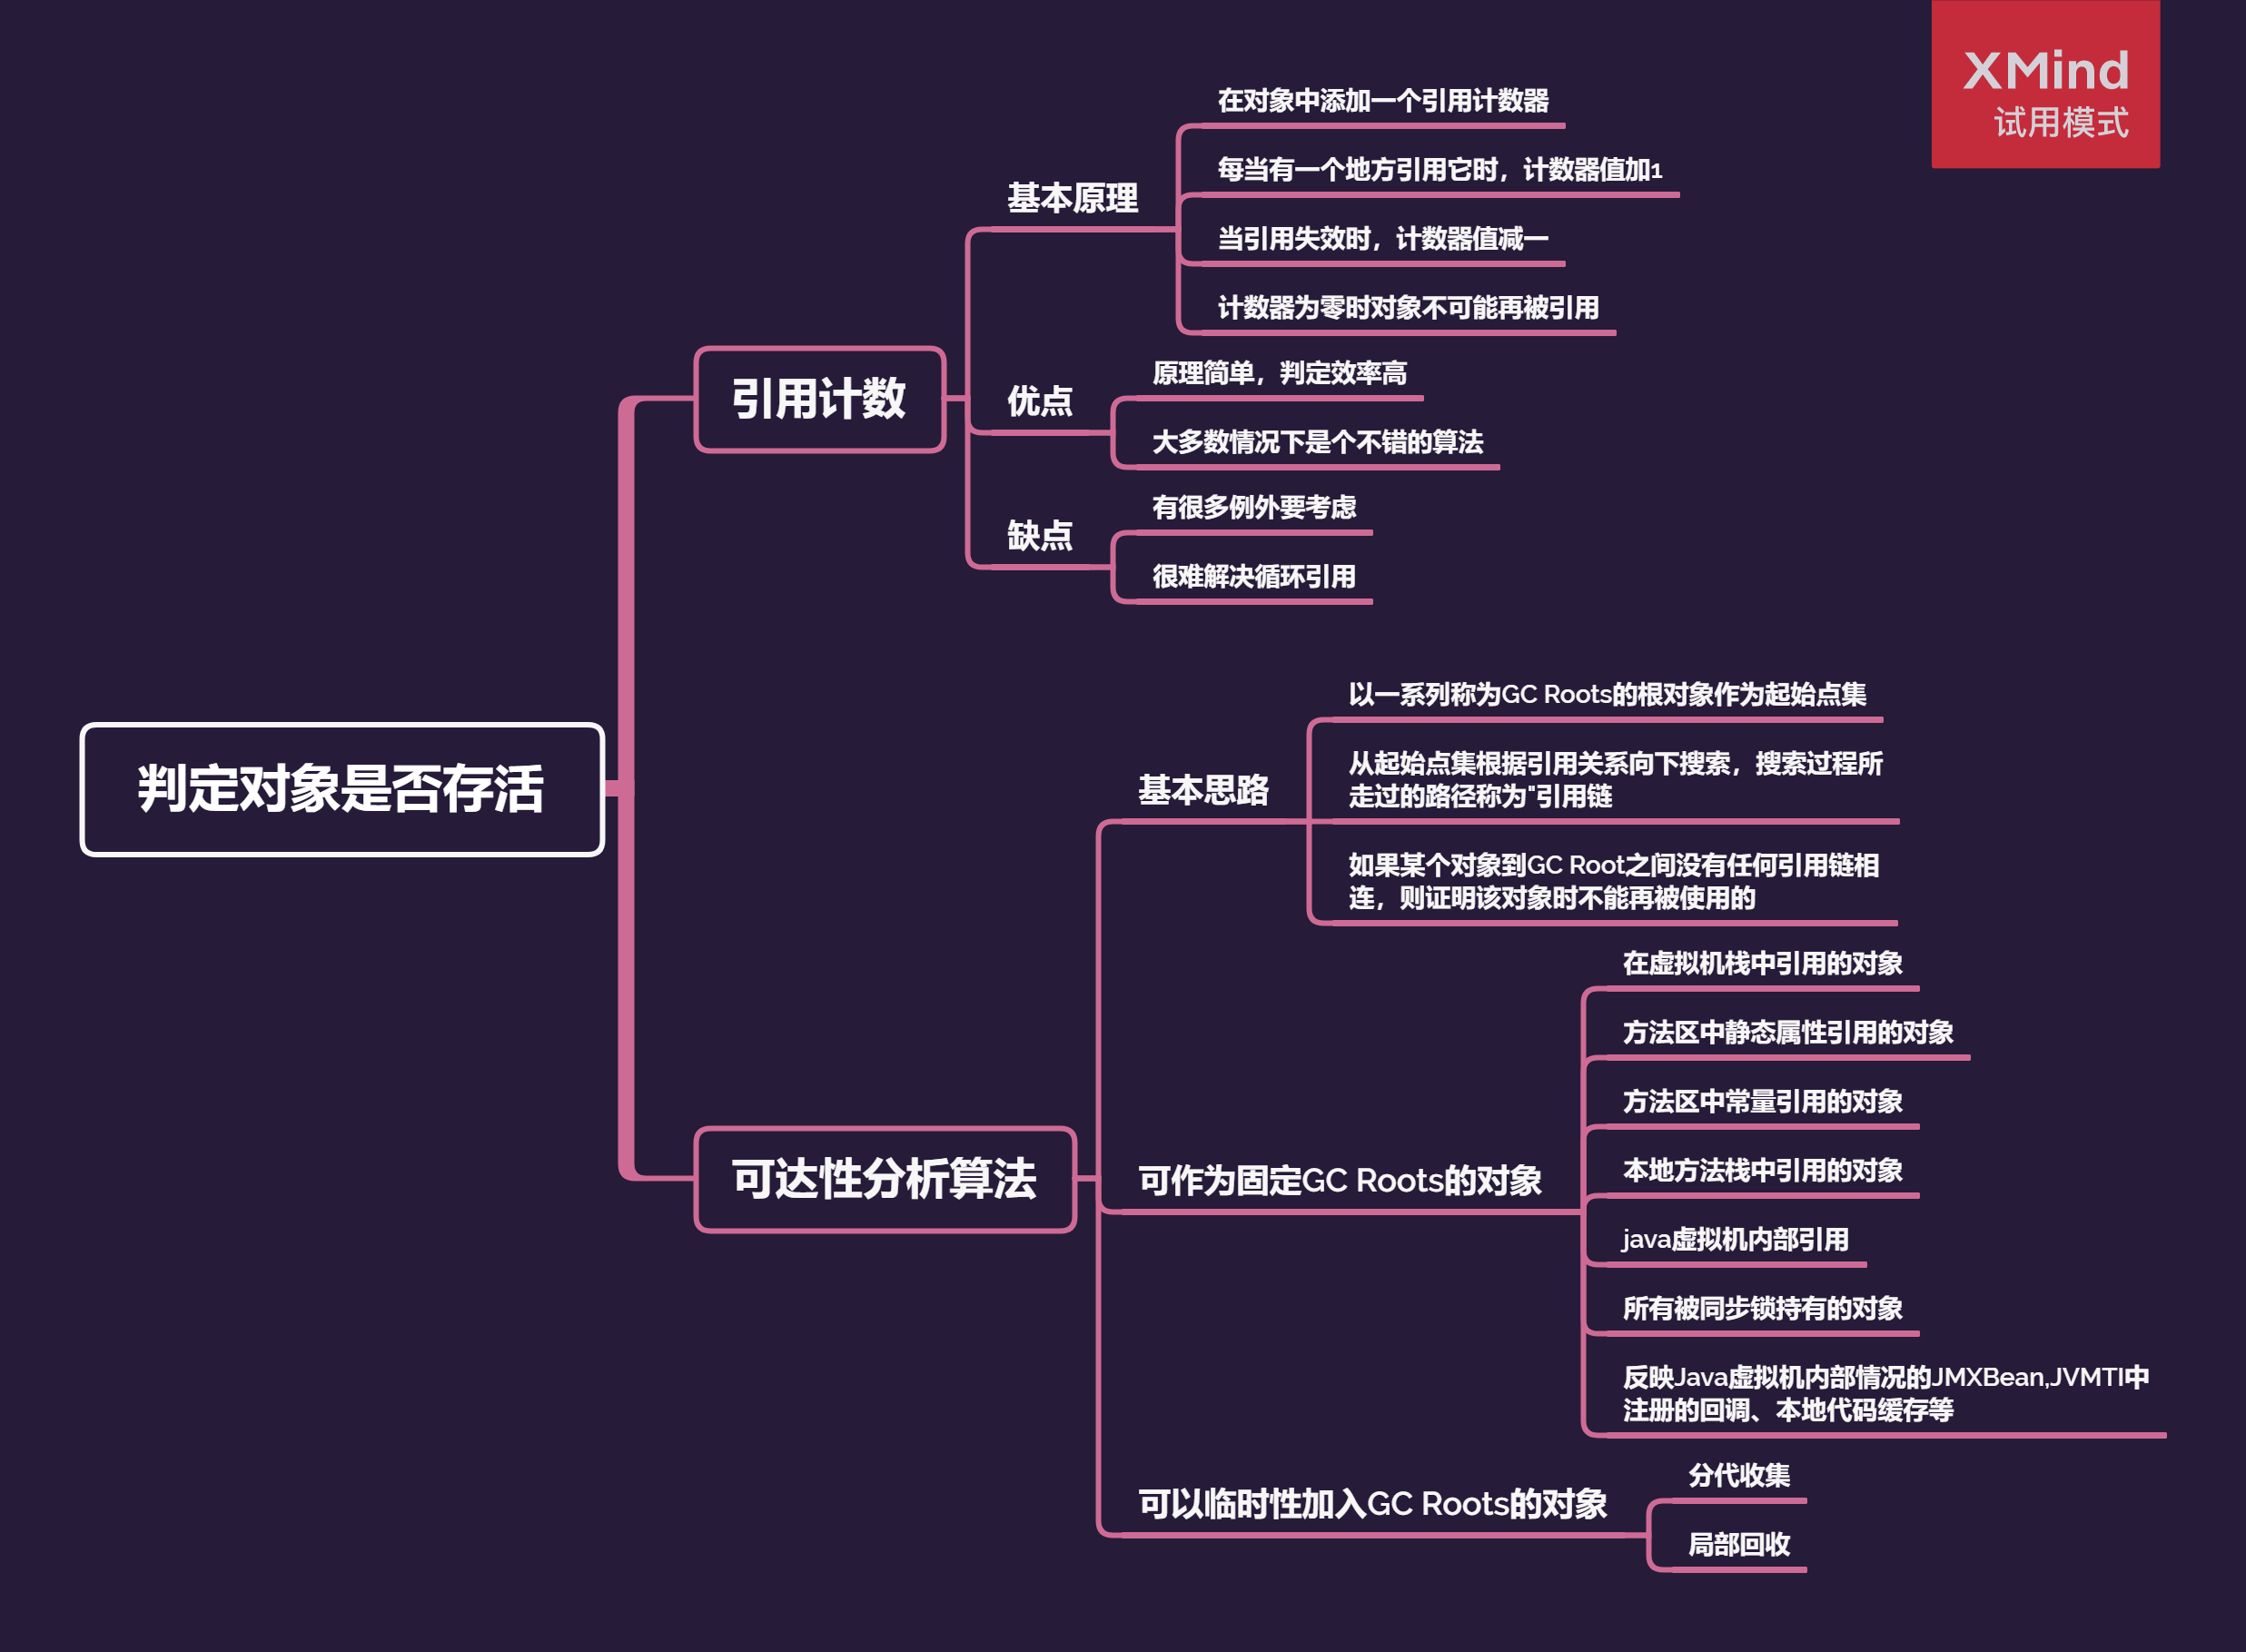 XMind
试用模式
判定对象是否存活
引用计数
基本原理
在对象中添加一个引用计数器
每当有一个地方引用它时，计数器值加1
当引用失效时，计数器值减一
计数器为零时对象不可能再被引用
优点
原理简单，判定效率高
大多数情况下是个不错的算法
缺点
有很多例外要考虑
很难解决循环引用
可达性分析算法
基本思路
以一系列称为GC Roots的根对象作为起始点集
从起始点集根据引用关系向下搜索，搜索过程所
走过的路径称为"引用链
如果某个对象到GC Root之间没有任何引用链相
连，则证明该对象时不能再被使用的
可作为固定GC Roots的对象
在虚拟机栈中引用的对象
方法区中静态属性引用的对象
方法区中常量引用的对象
本地方法栈中引用的对象
java虚拟机内部引用
所有被同步锁持有的对象
反映Java虚拟机内部情况的JMXBean,JVMTI中
注册的回调、本地代码缓存等
可以临时性加入GC Roots的对象
分代收集
局部回收